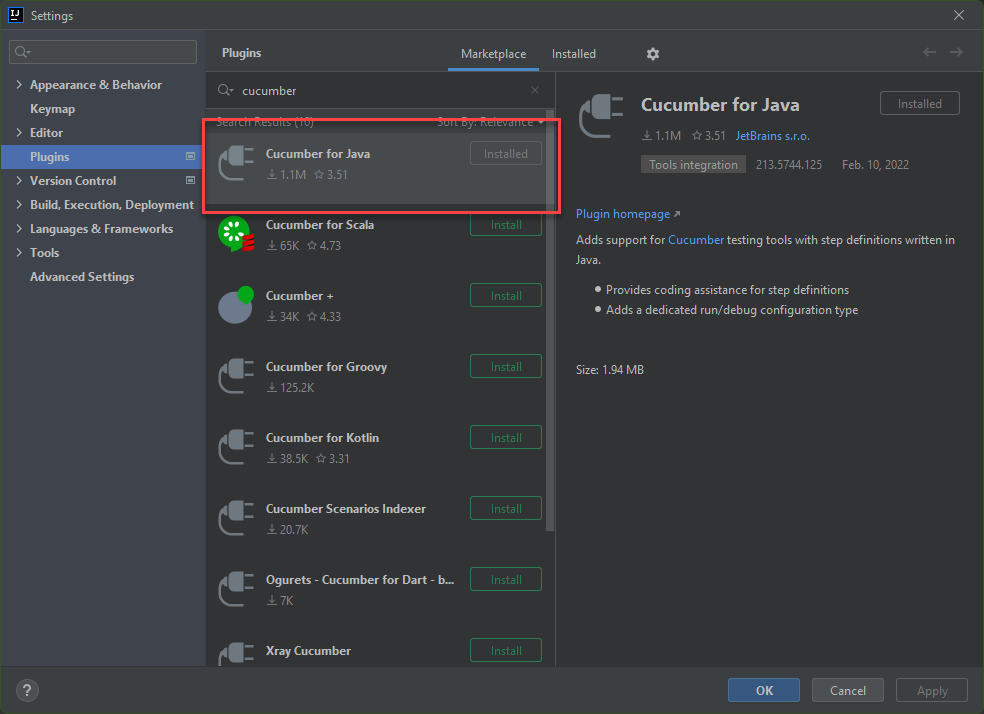 IJ
Settings
Appearance & Behavior
Keymap
Editor
Plugins
Version Control
Build, Execution, Deployment
Languages & Frameworks
Tools
Advanced Settings
Plugins
Marketplace
Installed
cucumber
Search Results (10)
Sort By: Relevance
Cucumber for Java
Installed
1.1M 3.51
Cucumber for Scala
Install
65K 4.73
Cucumber +
Install
34K 4.33
Cucumber for Groovy
Install
125.2K
Cucumber for Kotlin
Install
38.5K 3.31
Cucumber Scenarios Indexer
Install
20.7K
Ogurets - Cucumber for Dart - b...
Install
7K
Xray Cucumber
Install
Cucumber for Java
Installed
1.1M 3.51 JetBrains s.r.o.
Tools integration 213.5744.125 Feb. 10, 2022
Plugin homepage
Adds support for Cucumber testing tools with step definitions written in
Java.
Provides coding assistance for step definitions
Adds a dedicated run/debug configuration type
Size: 1.94 MB
?
OK
Cancel
Apply